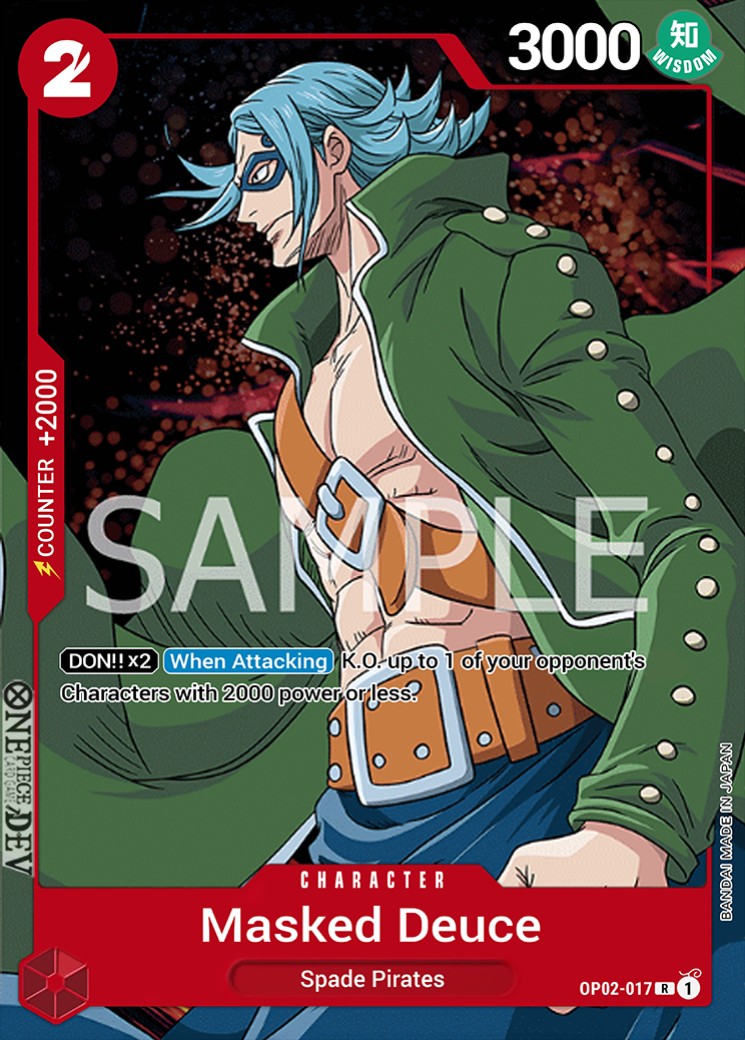 2
3000
知
WISDOM
COUNTER +2000
SAMPLE
DON!! x2 When Attacking K.O. up to 1 of your opponent's
Characters with 2000 power or less.
ONE PIECE
CARD GAME
DEV
BANDAI MADE IN JAPAN
CHARACTER
Masked Deuce
Spade Pirates
OP02-017 R 1